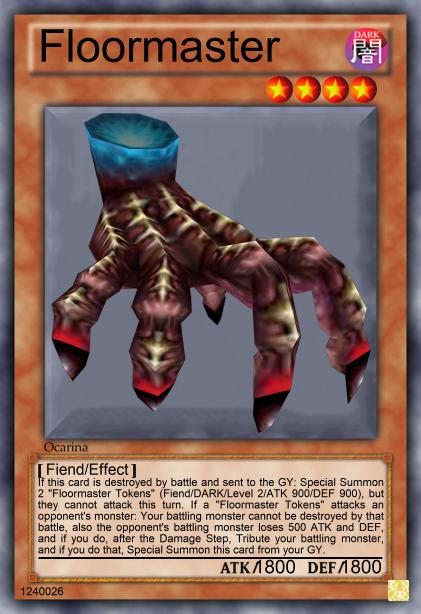 Floormaster
DARK
闇
Ocarina
[ Fiend/Effect ]
If this card is destroyed by battle and sent to the GY: Special Summon
2 "Floormaster Tokens" (Fiend/DARK/Level 2/ATK 900/DEF 900), but
they cannot attack this turn. If a "Floormaster Tokens" attacks an
opponent's monster: Your battling monster cannot be destroyed by that
battle, also the opponent's battling monster loses 500 ATK and DEF,
and if you do, after the Damage Step, Tribute your battling monster,
and if you do that, Special Summon this card from your GY.
ATK/1800 DEF/1800
1240026